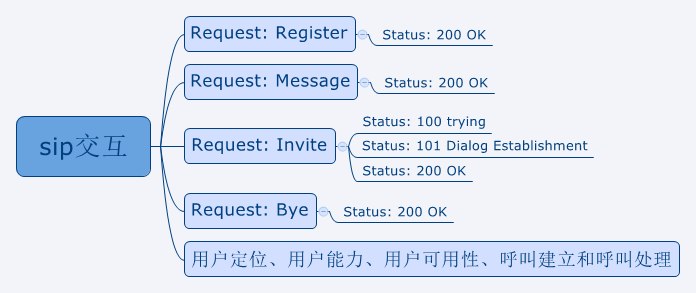 sip交互
Request: Register
Status: 200 OK
Request: Message
Status: 200 OK
Request: Invite
Status: 100 trying
Status: 101 Dialog Establishment
Status: 200 OK
Request: Bye
Status: 200 OK
用户定位、用户能力、用户可用性、呼叫建立和呼叫处理